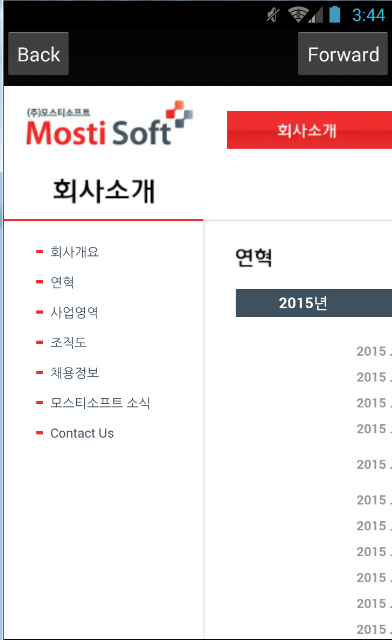 3:44
Back
Forward
(주)모스티소프트
Mosti Soft
회사소개
회사소개
회사개요
연혁
사업영역
조직도
채용정보
모스티소프트 소식
Contact Us
연혁
2015년
2015 .
2015 .
2015 .
2015 .
2015 .
2015 .
2015 .
2015 .
2015 .
2015 .
2015 .